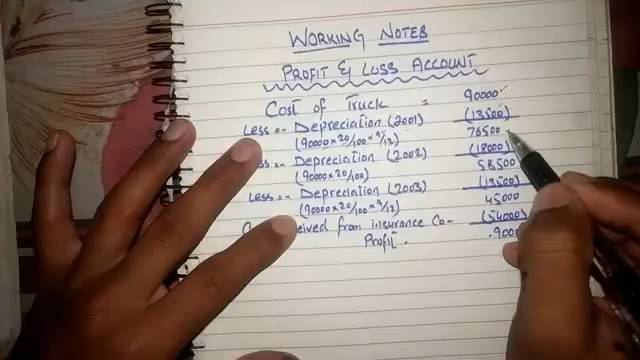 WORKING NOTES
PROFIT & LOSS ACCOUNT
Cost of Truck = 90000
Less :- Depreciation (2001) (13500)
(90000 x 20/100 x 9/12) 76500
Less :- Depreciation (2002) (18000)
(90000 x 20/100) 58500
Less :- Depreciation (2003) (13500)
(90000 x 20/100 x 9/12) 45000
from insurance Co- (54000)
Profit. 9000